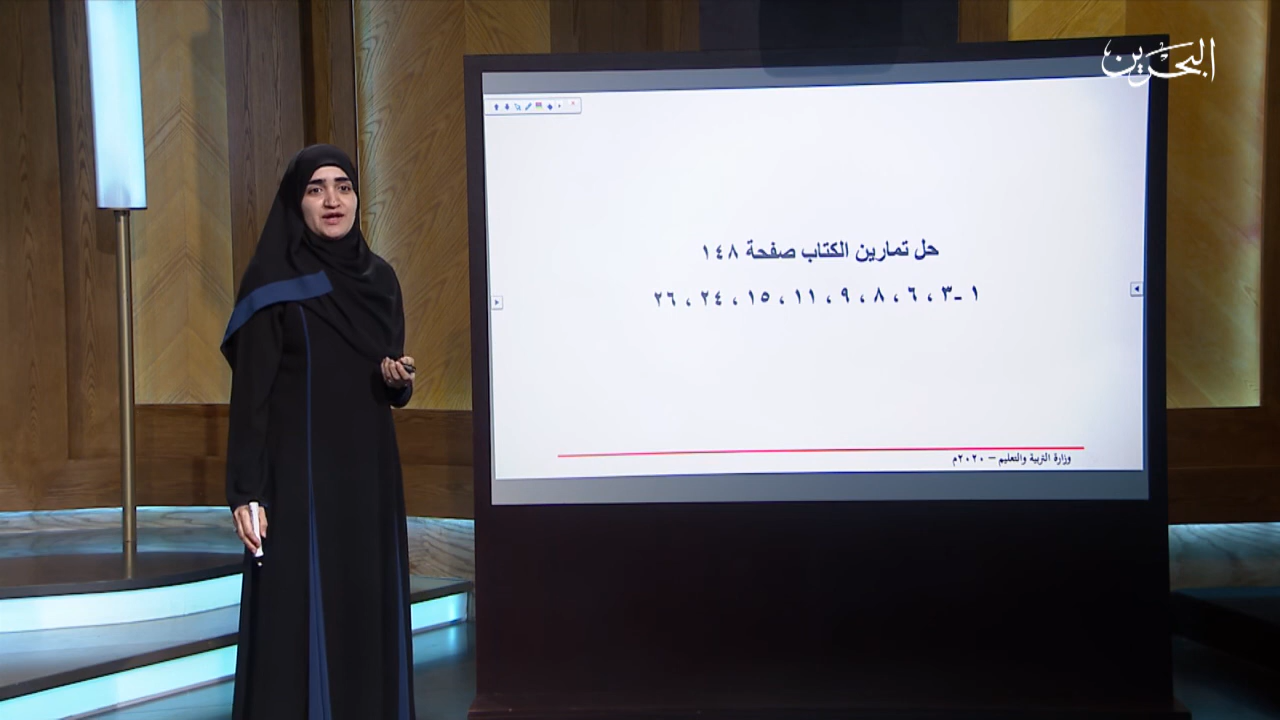 البحرين
حل تمارين الكتاب صفحة ١٤٨
١ -٣ ، ٦ ، ٨ ، ٩ ، ١١ ، ١٥ ، ٢٤ ، ٢٦
وزارة التربية والتعليم – ٢٠٢٠م